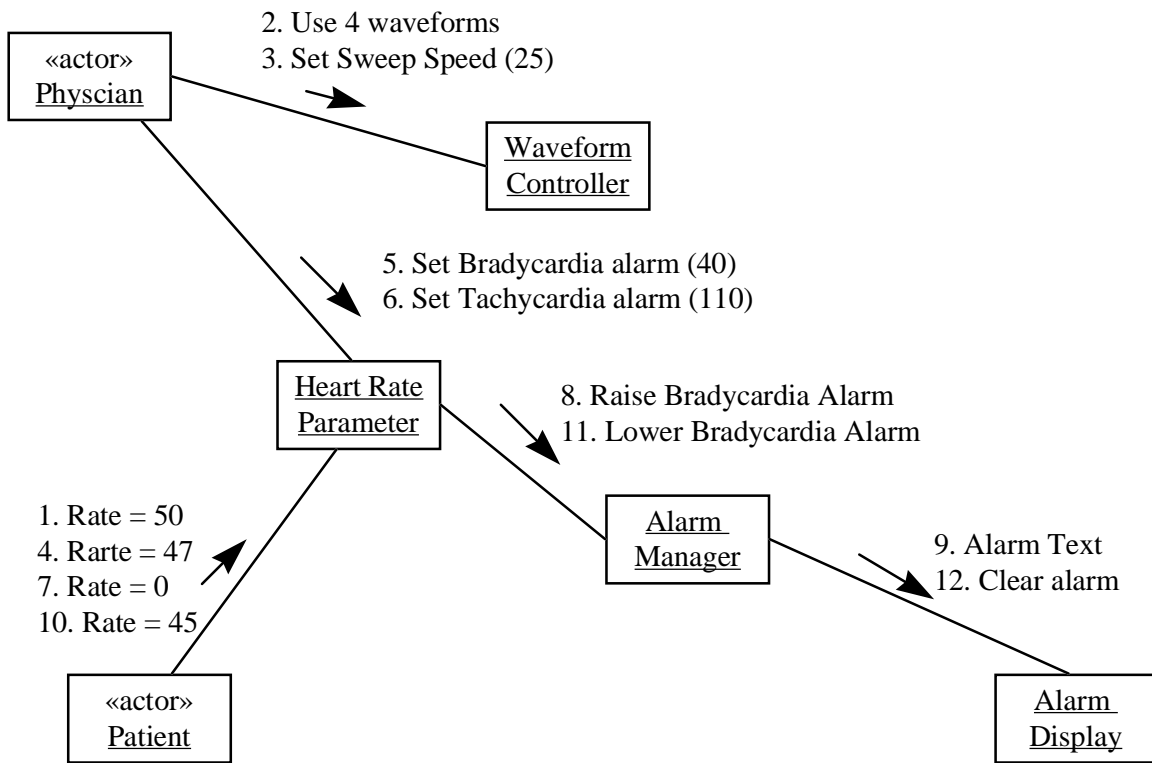 2. Use 4 waveforms
3. Set Sweep Speed (25)
«actor»
Physcian
Waveform
Controller
5. Set Bradycardia alarm (40)
6. Set Tachycardia alarm (110)
Heart Rate
Parameter
8. Raise Bradycardia Alarm
11. Lower Bradycardia Alarm
1. Rate = 50
4. Rarte = 47
7. Rate = 0
10. Rate = 45
Alarm
Manager
9. Alarm Text
12. Clear alarm
«actor»
Patient
Alarm
Display